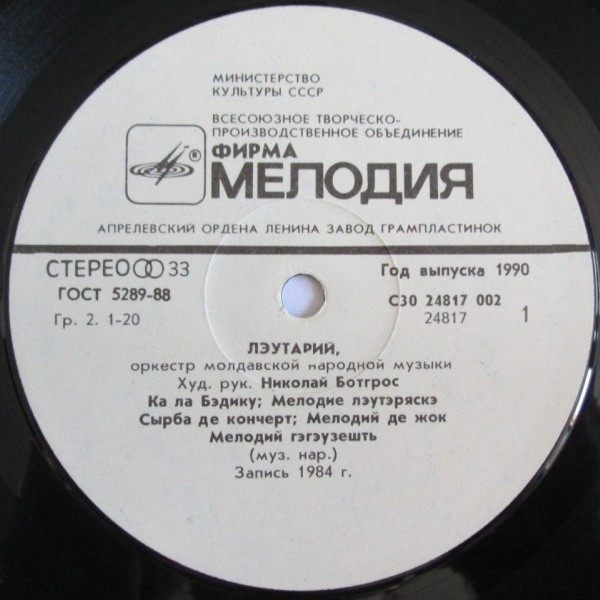 МИНИСТЕРСТВО
КУЛЬТУРЫ СССР
ВСЕСОЮЗНОЕ ТВОРЧЕСКО-
ПРОИЗВОДСТВЕННОЕ ОБЪЕДИНЕНИЕ
® ФИРМА
МЕЛОДИЯ
АПРЕЛЕВСКИЙ ОРДЕНА ЛЕНИНА ЗАВОД ГРАМПЛАСТИНОК
СТЕРЕО 33
Год выпуска 1990
ГОСТ 5289-88
С30 24817 002
Гр. 2. 1-20
24817 1
ЛЭУТАРИЙ,
оркестр молдавской народной музыки
Худ. рук. Николай Ботгрос
Ка ла Бэдику; Мелодие лэутэряскэ
Сырба де кончерт; Мелодий де жок
Мелодий гэгэузешть
(муз. нар.)
Запись 1984 г.